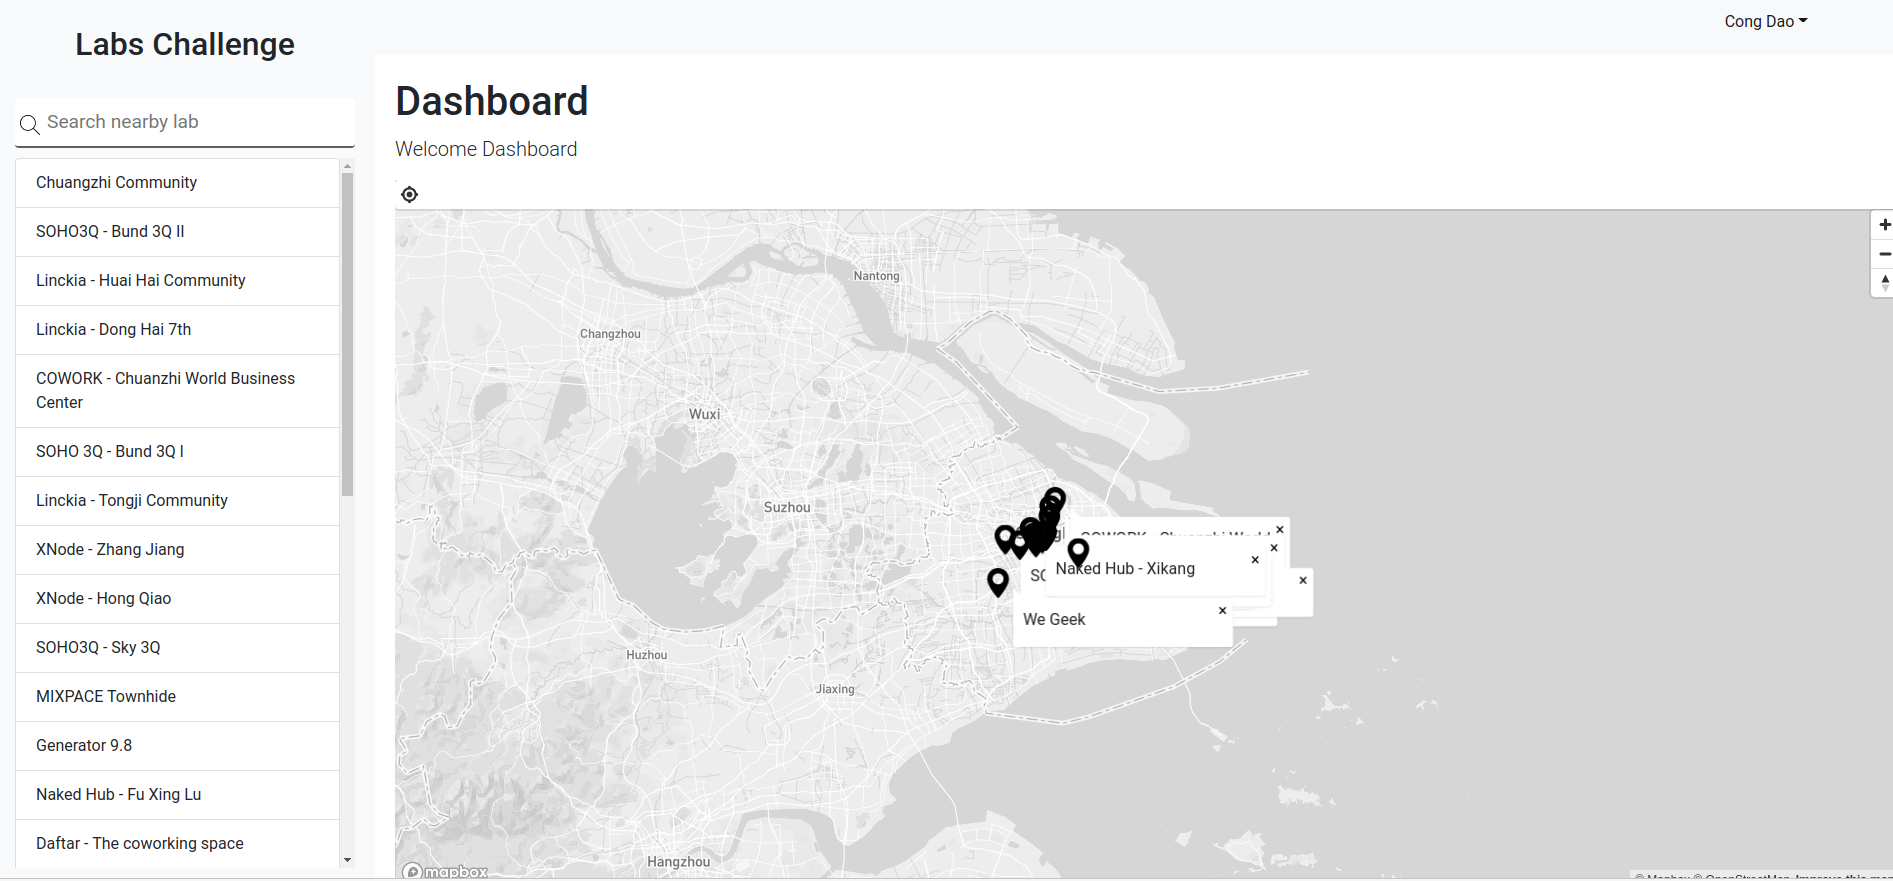 Labs Challenge
Cong Dao
Search nearby lab
Chuangzhi Community
SOHO3Q - Bund 3Q II
Linckia - Huai Hai Community
Linckia - Dong Hai 7th
COWORK - Chuanzhi World Business
Center
SOHO 3Q - Bund 3Q I
Linckia - Tongji Community
XNode - Zhang Jiang
XNode - Hong Qiao
SOHO3Q - Sky 3Q
MIXPACE Townhide
Generator 9.8
Naked Hub - Fu Xing Lu
Daftar - The coworking space
Dashboard
Welcome Dashboard
Nantong
Changzhou
Wuxi
Suzhou
COWORK - Chuanzhi World
Naked Hub - Xikang
We Geek
Huzhou
Jiaxing
Hangzhou
mapbox
© Mapbox © OpenStreetMap Improve this map